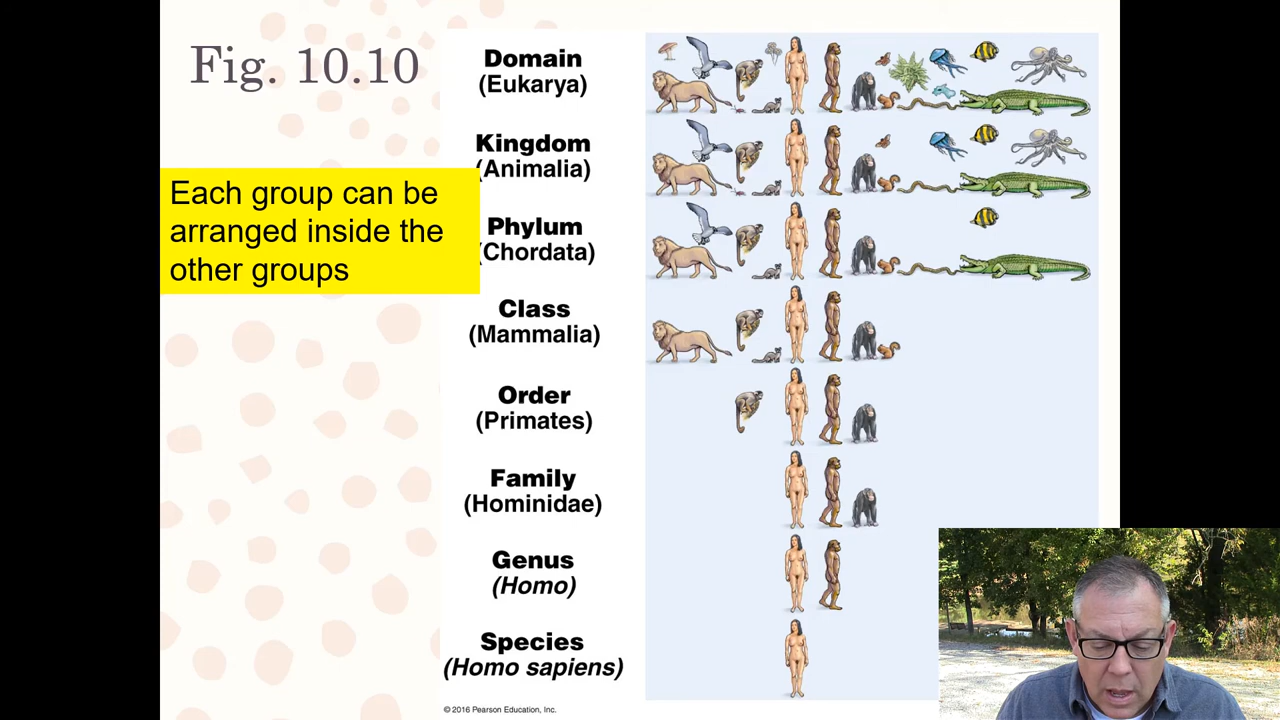 Fig. 10.10
Each group can be
arranged inside the
other groups
Domain
(Eukarya)
Kingdom
(Animalia)
Phylum
(Chordata)
Class
(Mammalia)
Order
(Primates)
Family
(Hominidae)
Genus
(Homo)
Species
(Homo sapiens)
© 2016 Pearson Education, Inc.